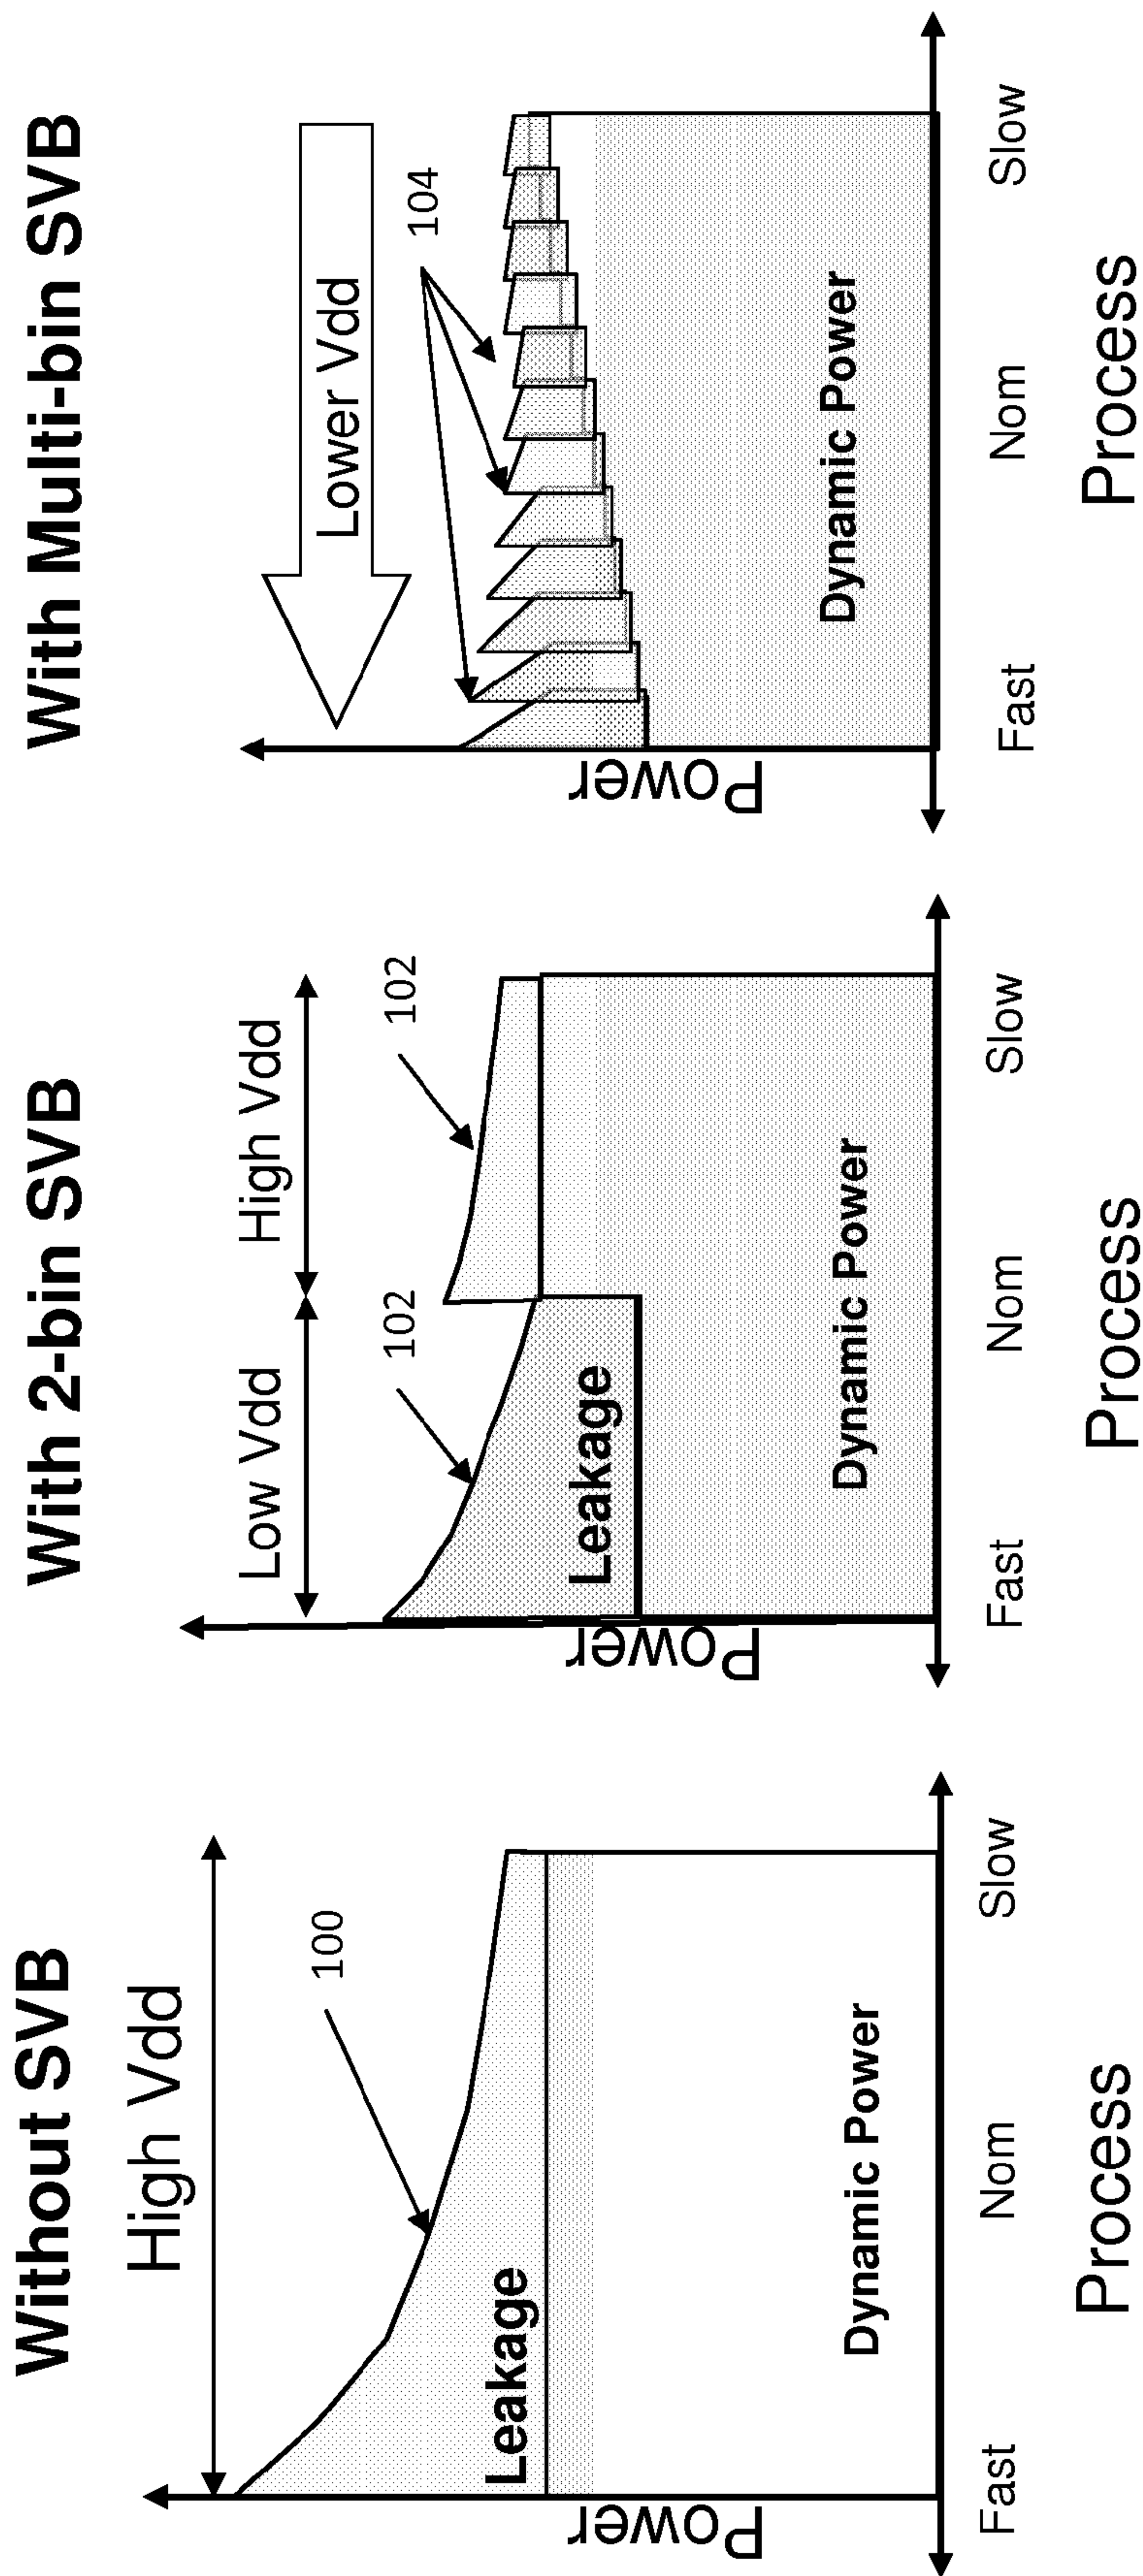 Without SVB
High Vdd
100
Leakage
Dynamic Power
Power
Fast
Nom
Slow
Process
With 2-bin SVB
Low Vdd
High Vdd
102
102
Leakage
Dynamic Power
Power
Fast
Nom
Slow
Process
With Multi-bin SVB
Lower Vdd
104
Dynamic Power
Power
Fast
Nom
Slow
Process